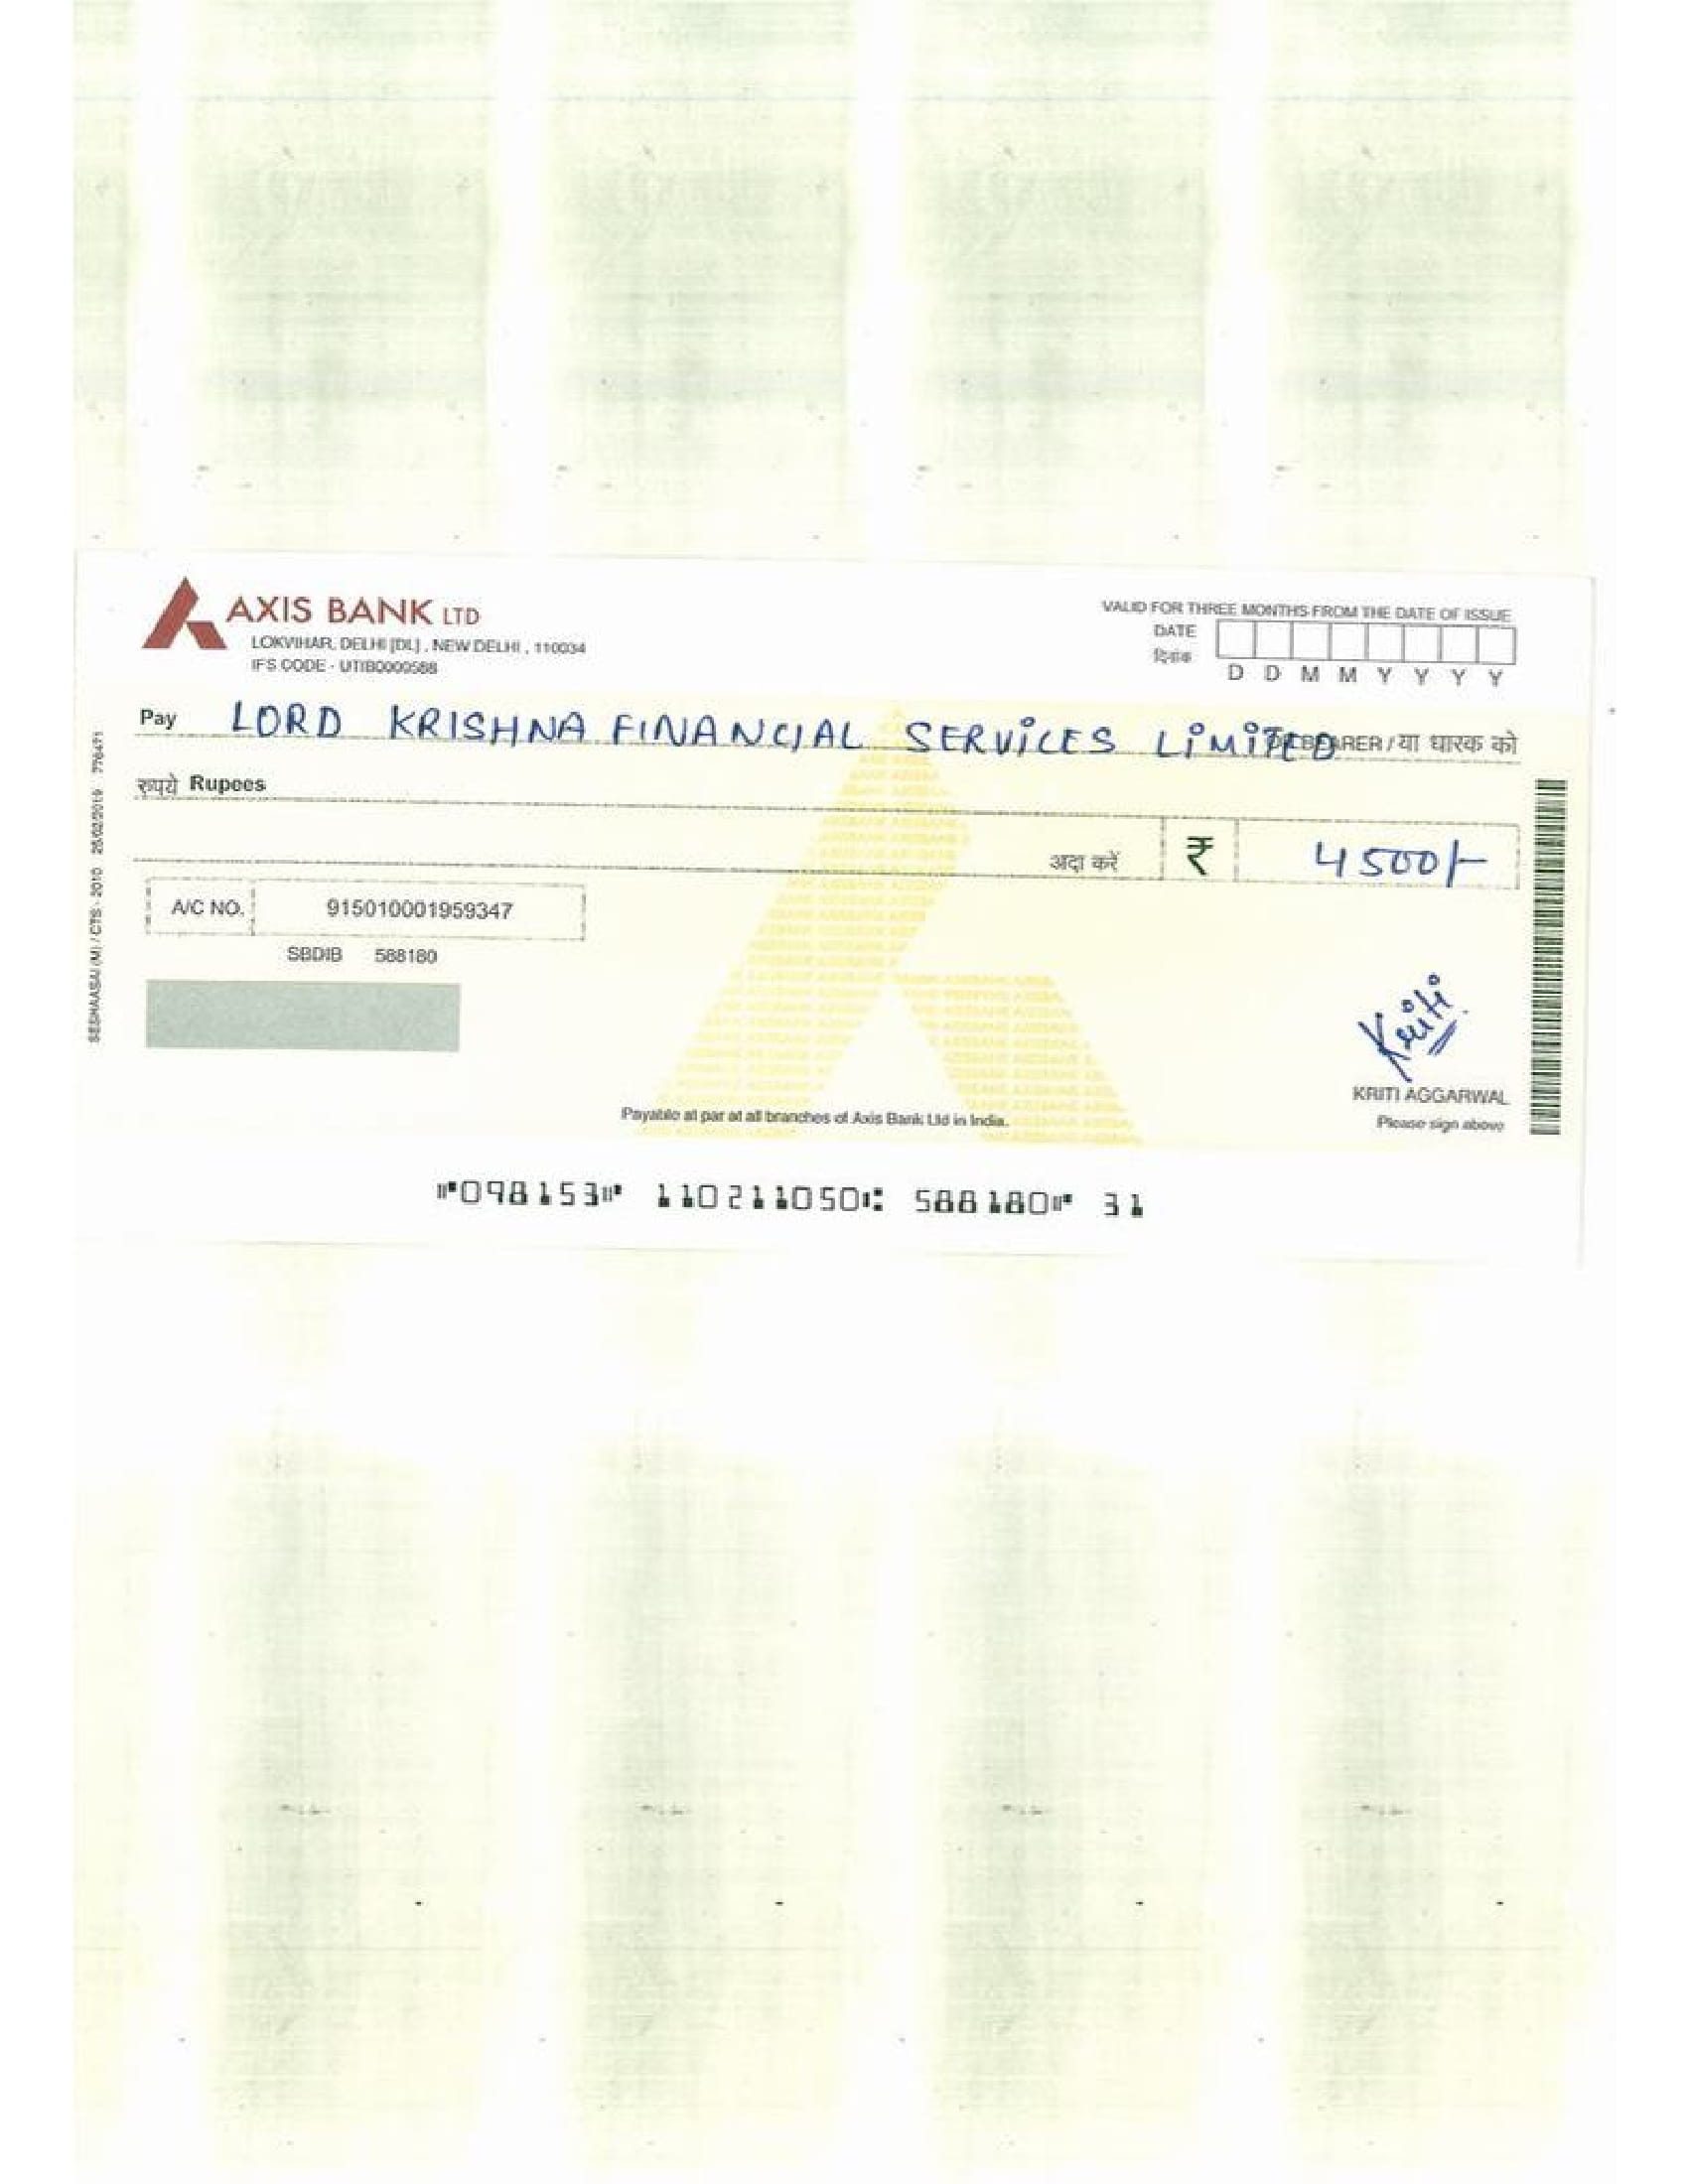 AXIS BANK LTD
LOKVIHAR, DELHI [DL] , NEW DELHI , 110034
IFS CODE - UTIB0000588
VALID FOR THREE MONTHS FROM THE DATE OF ISSUE
DATE
दिनांक
D D M M Y Y Y Y
Pay LORD KRISHNA FINANCIAL SERVICES LIMITED BEARER / या धारक को
रुपये Rupees
अदा करें ₹ 4500/-
A/C NO. 915010001959347
SBDIB 588180
Kriti
KRITI AGGARWAL
Please sign above
Payable at par at all branches of Axis Bank Ltd in India.
⑈098153⑈ 110211050⑆ 588180⑈ 31
SESHAASAI (M) / CTS - 2010 28/02/2019 776471